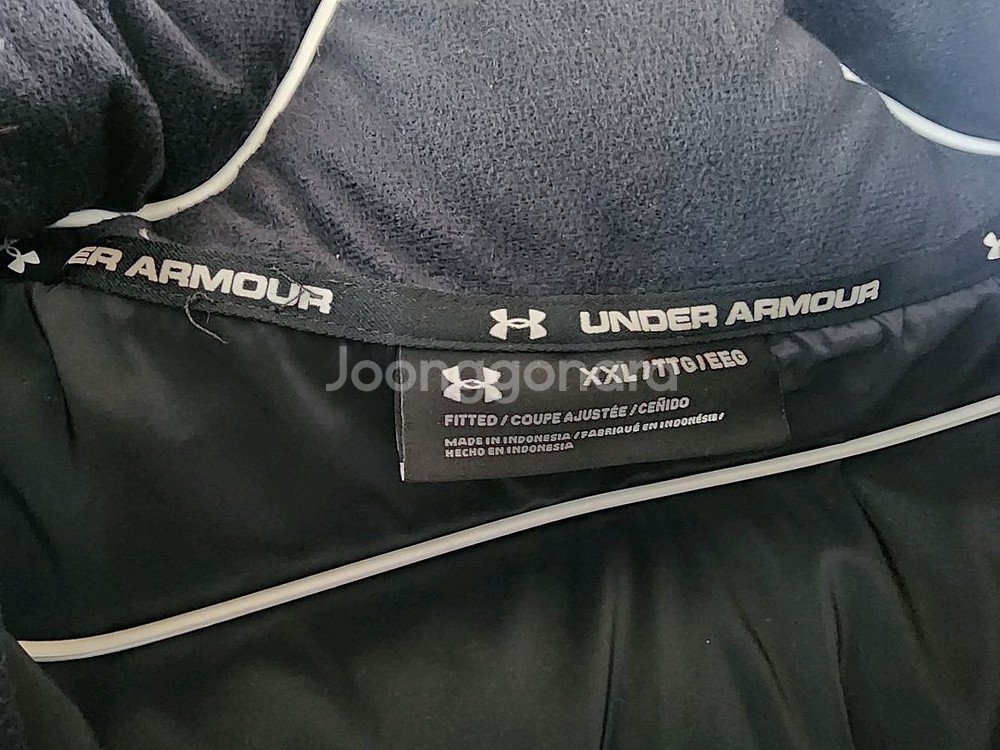 ER ARMOUR
UNDER ARMOUR
Joonggonara
XXL/TTG/EEG
FITTED / COUPE AJUSTÉE / CEÑIDO
MADE IN INDONESIA / FABRIQUÉ EN INDONÉSIE/
HECHO EN INDONESIA